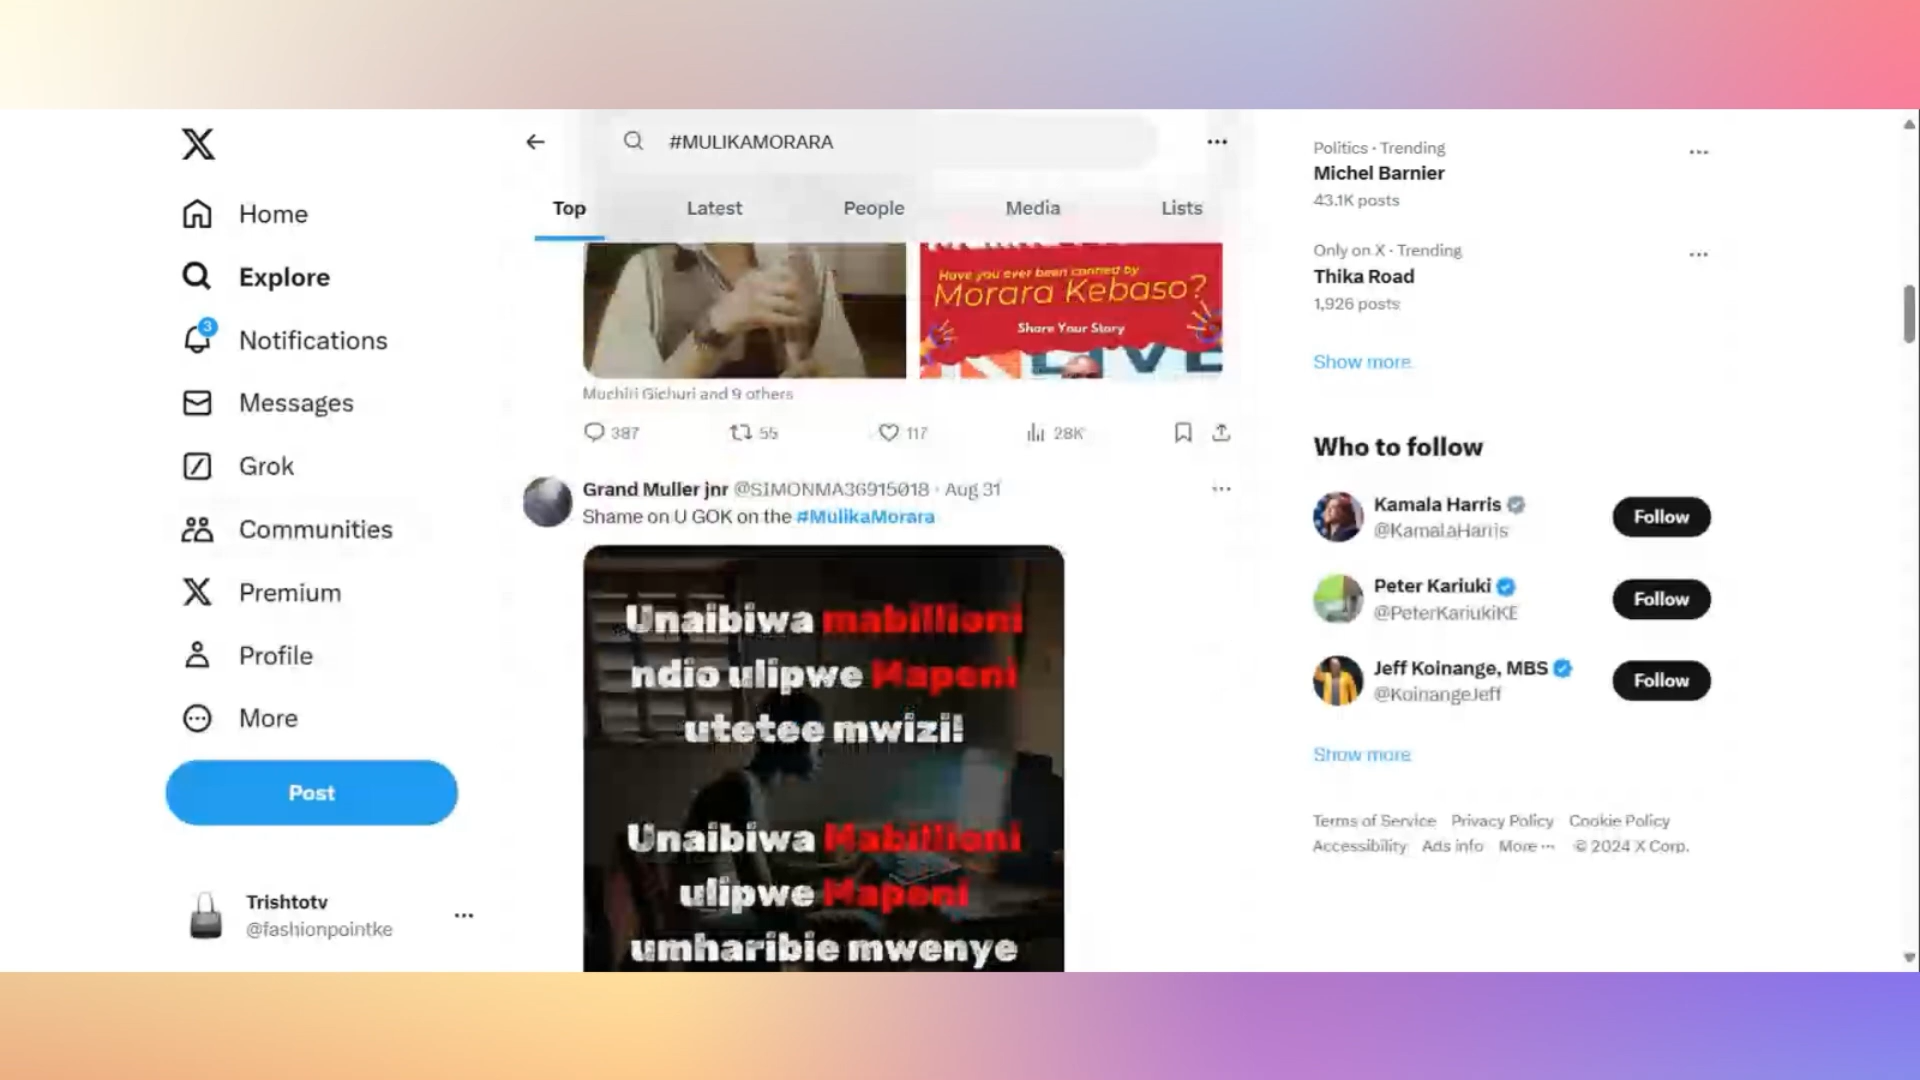 Home
Explore
3
Notifications
Messages
Grok
Communities
Premium
Profile
More
Post
Trishtotv
@fashionpointke
#MULIKAMORARA
Top
Latest
People
Media
Lists
Have you ever been conned by
Morara Kebaso?
Share Your Story
LIVE
Muchiri Gichuri and 9 others
387
55
117
28K
Grand Muller jnr @SIMONMA36915018 · Aug 31
Shame on U GOK on the #MulikaMorara
Unaibiwa mabillioni
ndio ulipwe Mapeni
utetee mwizi!
Unaibiwa Mabillioni
ulipwe Mapeni
umharibie mwenye
Politics · Trending
Michel Barnier
43.1K posts
Only on X · Trending
Thika Road
1,926 posts
Show more
Who to follow
Kamala Harris
@KamalaHarris
Follow
Peter Kariuki
@PeterKariukiKE
Follow
Jeff Koinange, MBS
@KoinangeJeff
Follow
Show more
Terms of Service Privacy Policy Cookie Policy
Accessibility Ads info More ··· © 2024 X Corp.